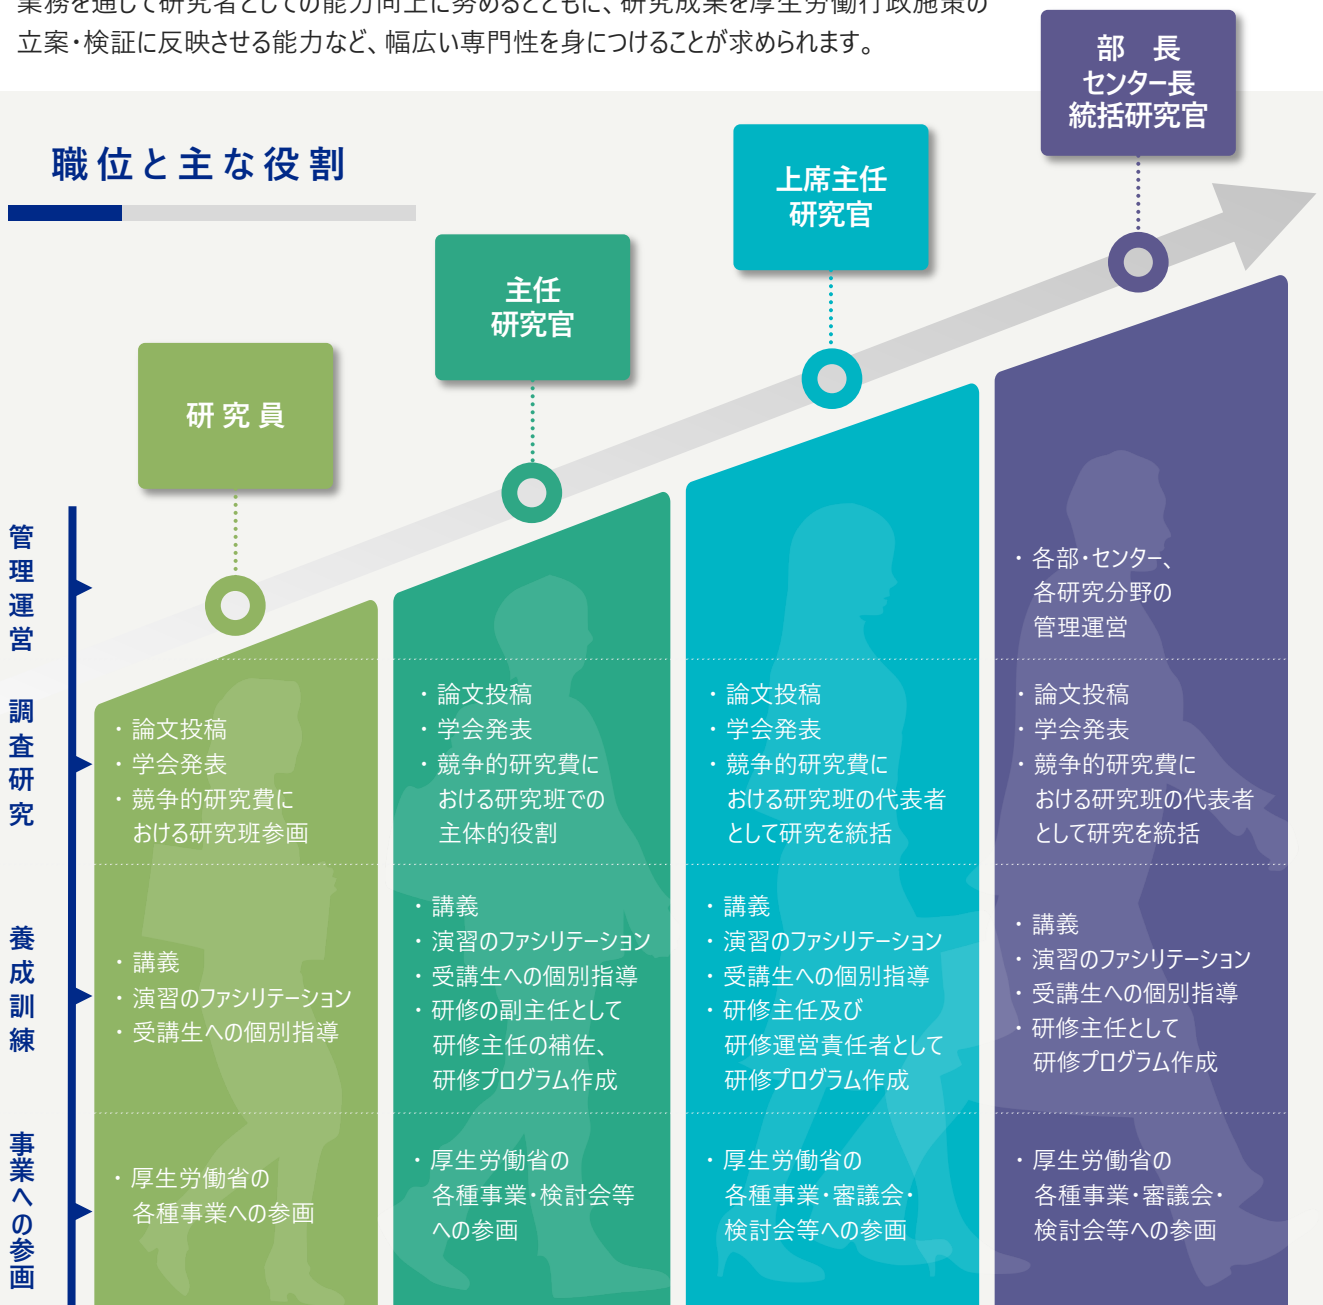 業務を通じて研究者としての能力向上に努めるとともに、研究成果を厚生労働行政施策の
立案・検証に反映させる能力など、幅広い専門性を身につけることが求められます。
職位と主な役割
研究員
主任
研究官
上席主任
研究官
部　長
センター長
統括研究官
管理運営
・各部・センター、
各研究分野の
管理運営
調査研究
・論文投稿
・学会発表
・競争的研究費に
おける研究班参画
・論文投稿
・学会発表
・競争的研究費に
おける研究班での
主体的役割
・論文投稿
・学会発表
・競争的研究費に
おける研究班の代表者
として研究を統括
・論文投稿
・学会発表
・競争的研究費に
おける研究班の代表者
として研究を統括
養成訓練
・講義
・演習のファシリテーション
・受講生への個別指導
・講義
・演習のファシリテーション
・受講生への個別指導
・研修の副主任として
研修主任の補佐、
研修プログラム作成
・講義
・演習のファシリテーション
・受講生への個別指導
・研修主任及び
研修運営責任者として
研修プログラム作成
・講義
・演習のファシリテーション
・受講生への個別指導
・研修主任として
研修プログラム作成
事業への参画
・厚生労働省の
各種事業への参画
・厚生労働省の
各種事業・検討会等
への参画
・厚生労働省の
各種事業・審議会・
検討会等への参画
・厚生労働省の
各種事業・審議会・
検討会等への参画